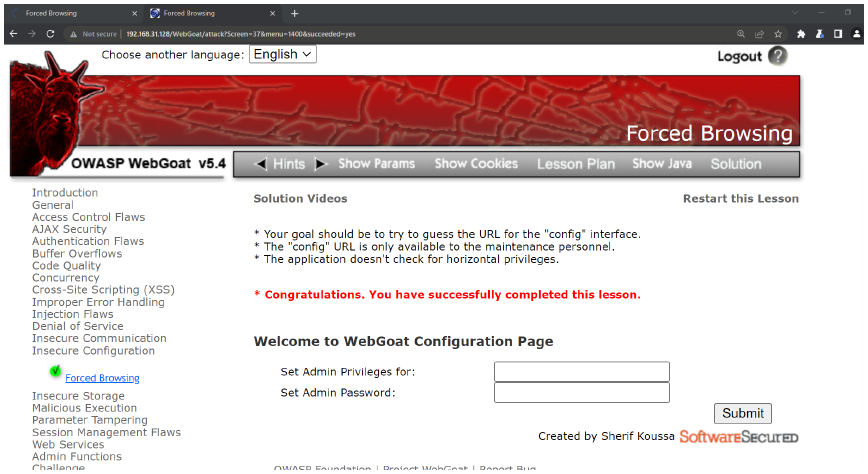 Forced Browsing
Forced Browsing
Not secure | 192.168.31.128/WebGoat/attack?Screen=37&menu=1400&succeeded=yes
Choose another language: English
Logout ?
Forced Browsing
OWASP WebGoat v5.4
Hints Show Params Show Cookies Lesson Plan Show Java Solution
Introduction
General
Access Control Flaws
AJAX Security
Authentication Flaws
Buffer Overflows
Code Quality
Concurrency
Cross-Site Scripting (XSS)
Improper Error Handling
Injection Flaws
Denial of Service
Insecure Communication
Insecure Configuration
Forced Browsing
Insecure Storage
Malicious Execution
Parameter Tampering
Session Management Flaws
Web Services
Admin Functions
Challenge
Solution Videos
Restart this Lesson
* Your goal should be to try to guess the URL for the "config" interface.
* The "config" URL is only available to the maintenance personnel.
* The application doesn't check for horizontal privileges.
* Congratulations. You have successfully completed this lesson.
Welcome to WebGoat Configuration Page
Set Admin Privileges for:
Set Admin Password:
Submit
Created by Sherif Koussa SoftwareSecured
OWASP Foundation | Project WebGoat | Report Bug